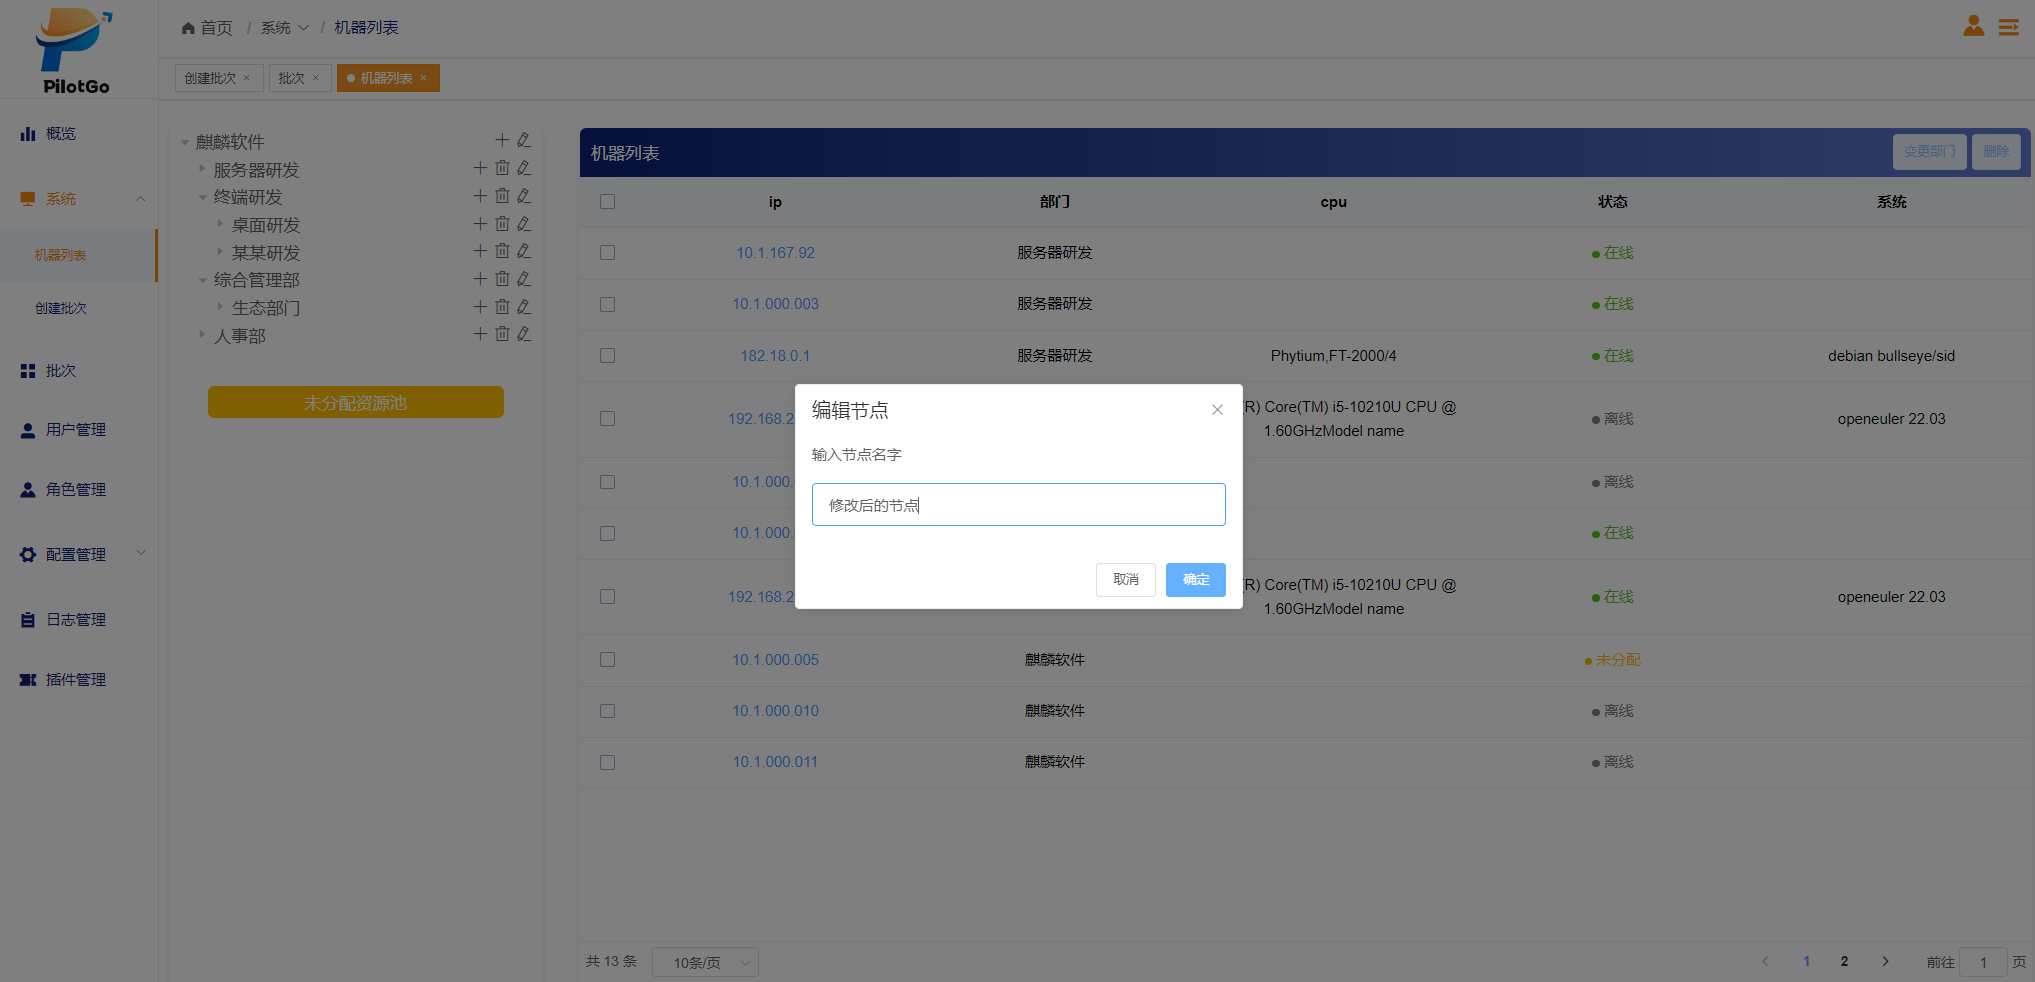 PilotGo
首页 / 系统 / 机器列表
创建批次 × 批次 × 机器列表 ×
概览
系统
机器列表
创建批次
批次
用户管理
角色管理
配置管理
日志管理
插件管理
麒麟软件
服务器研发
终端研发
桌面研发
某某研发
综合管理部
生态部门
人事部
未分配资源池
机器列表 变更部门 删除
ip 部门 cpu 状态 系统
10.1.167.92 服务器研发 在线
10.1.000.003 服务器研发 在线
182.18.0.1 服务器研发 Phytium,FT-2000/4 在线 debian bullseye/sid
192.168.2 (R) Core(TM) i5-10210U CPU @ 离线 openeuler 22.03
1.60GHzModel name
10.1.000. 离线
10.1.000. 在线
192.168.2 (R) Core(TM) i5-10210U CPU @ 在线 openeuler 22.03
1.60GHzModel name
10.1.000.005 麒麟软件 未分配
10.1.000.010 麒麟软件 离线
10.1.000.011 麒麟软件 离线
编辑节点
输入节点名字
修改后的节点
取消 确定
共 13 条 10条/页 1 2 前往 1 页